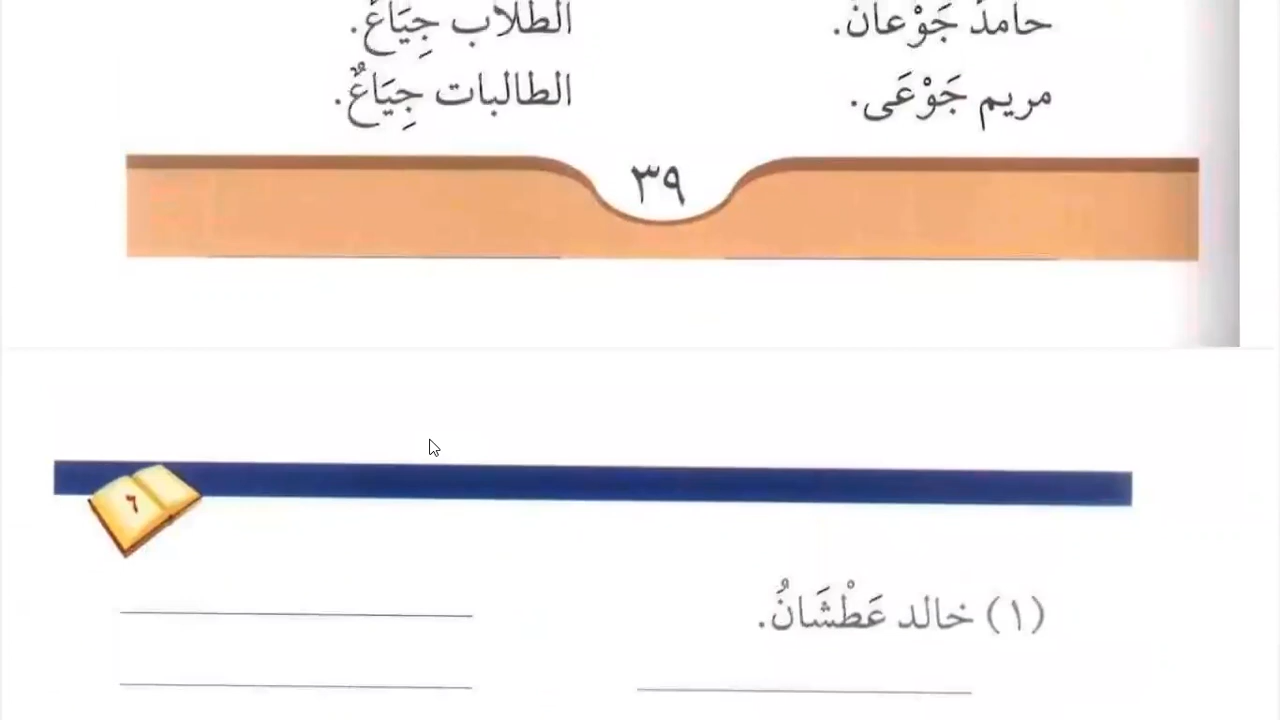 حامدٌ جَوْعانُ. الطلاب جِيَاعٌ.
مريم جَوْعَى. الطالبات جِيَاعٌ.
٣٩
٦
(١) خالد عَطْشَانُ.